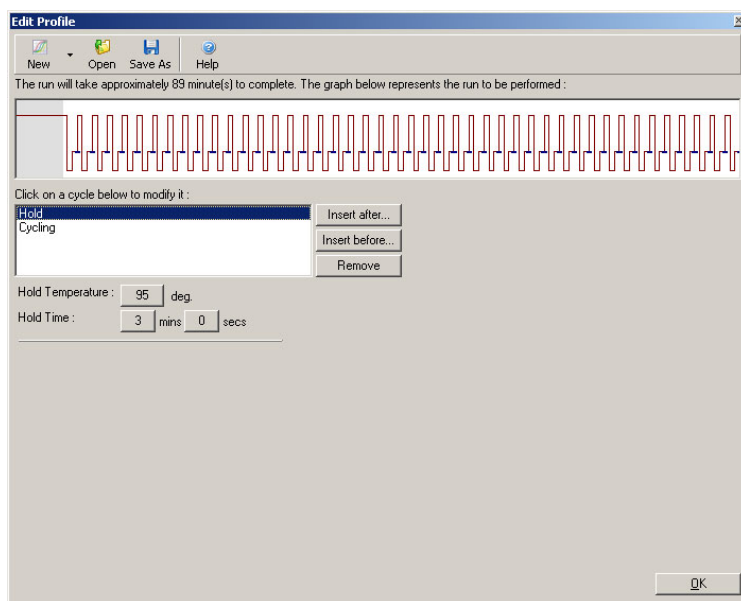 Edit Profile
New Open Save As Help
The run will take approximately 89 minute(s) to complete. The graph below represents the run to be performed :
Click on a cycle below to modify it :
Hold
Cycling
Insert after...
Insert before...
Remove
Hold Temperature : 95 deg.
Hold Time : 3 mins 0 secs
OK